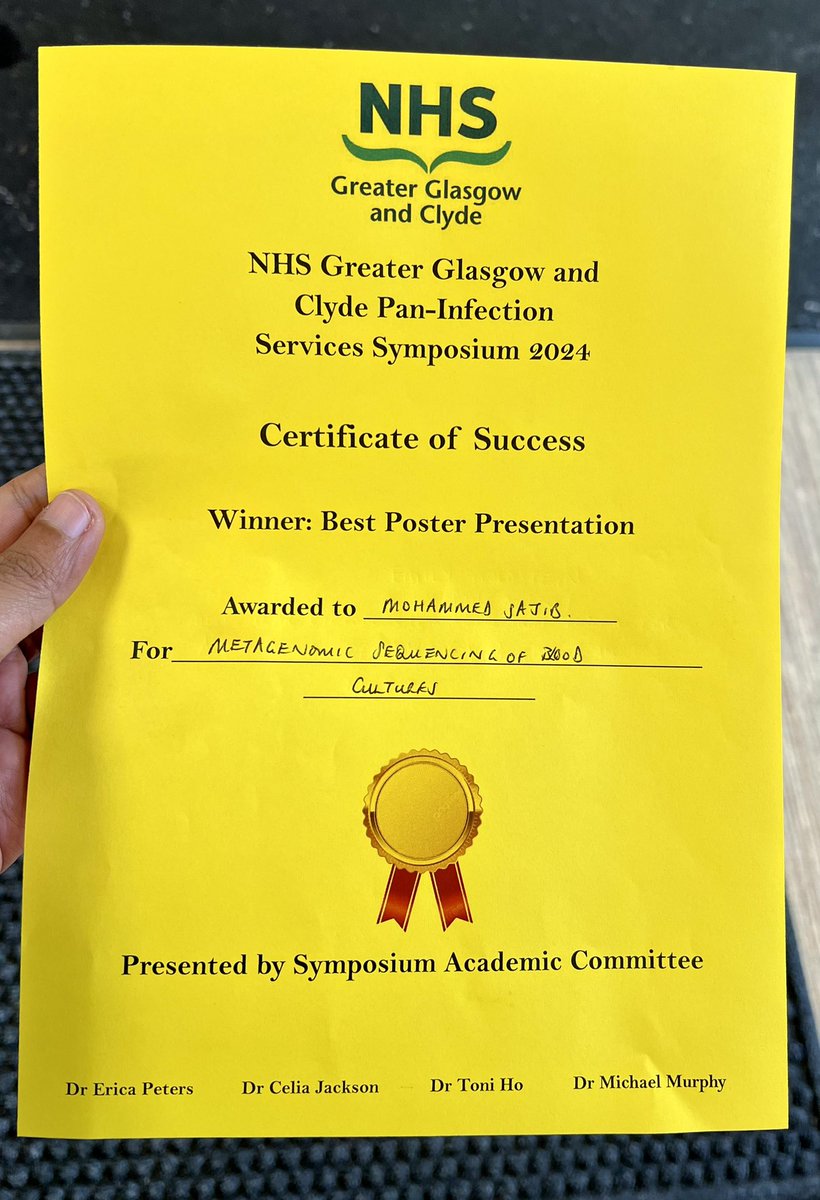 NHS
Greater Glasgow
and Clyde
NHS Greater Glasgow and
Clyde Pan-Infection
Services Symposium 2024
Certificate of Success
Winner: Best Poster Presentation
Awarded to MOHAMMED SAJIB.
For METAGENOMIC SEQUENCING OF BLOOD
CULTURES
Presented by Symposium Academic Committee
Dr Erica Peters Dr Celia Jackson Dr Toni Ho Dr Michael Murphy